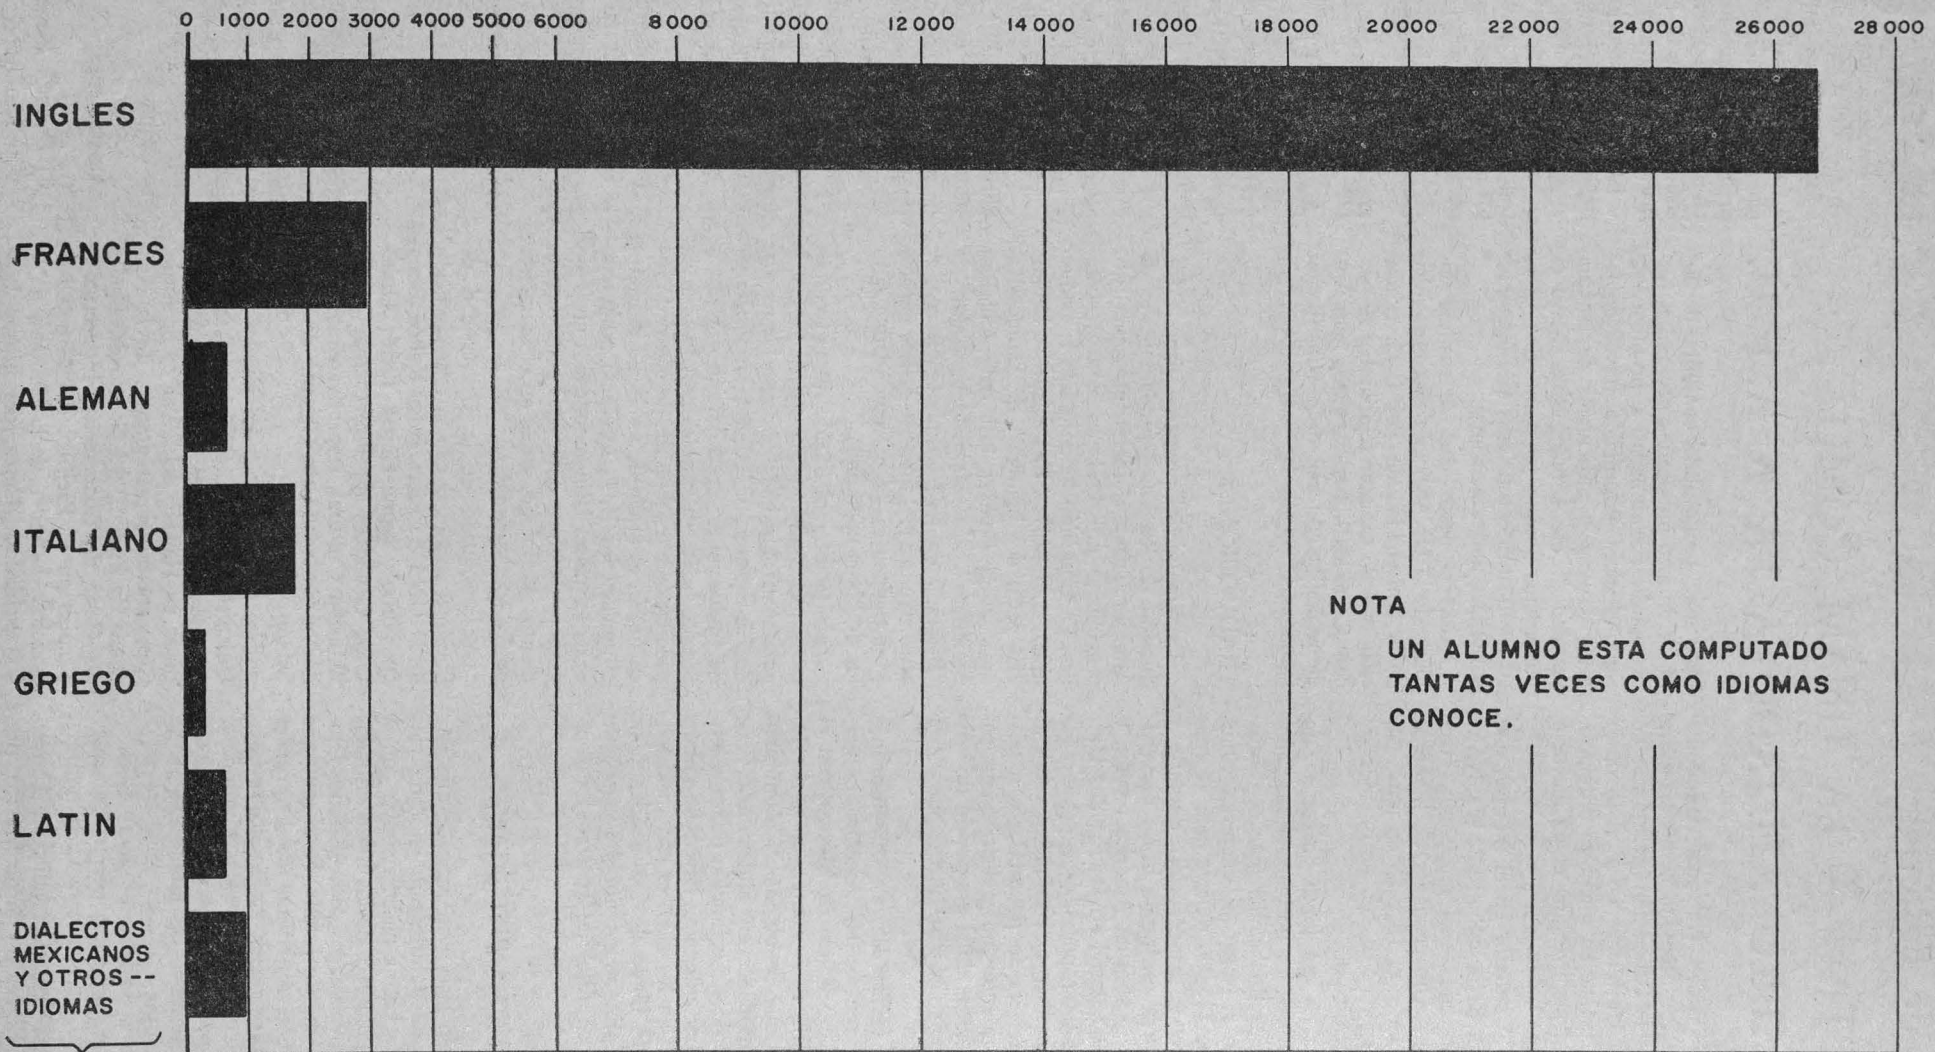 0 1000 2000 3000 4000 5000 6000 8000 10000 12000 14000 16000 18000 20000 22000 24000 26000 28000
INGLES
FRANCES
ALEMAN
ITALIANO
NOTA
UN ALUMNO ESTA COMPUTADO
TANTAS VECES COMO IDIOMAS
CONOCE.
GRIEGO
LATIN
DIALECTOS
MEXICANOS
Y OTROS --
IDIOMAS